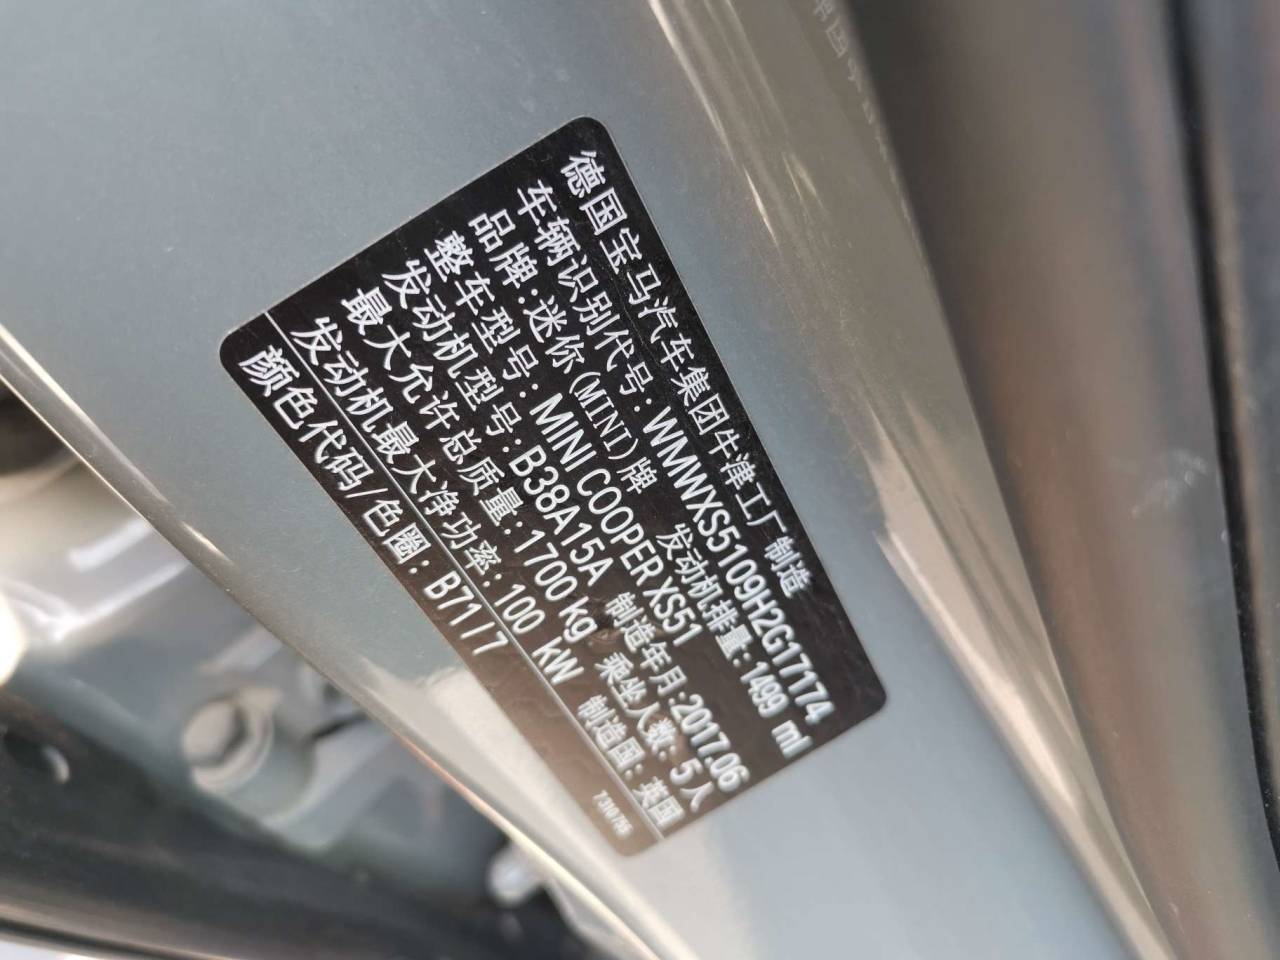 德国宝马汽车集团牛津工厂制造
车辆识别代号:WMWXS5109H2G17174
品牌:迷你(MINI)牌 发动机排量:1499 ml
整车型号:MINI COOPER XS51
发动机型号:B38A15A 制造年月:2017.06
最大允许总质量:1700 kg 乘坐人数:5人
发动机最大净功率:100 kW 制造国:英国
颜色代码/色圈:B71/7